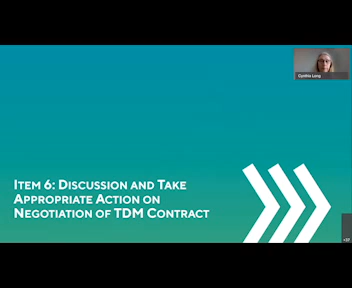 Cynthia Long
ITEM 6: DISCUSSION AND TAKE
APPROPRIATE ACTION ON
NEGOTIATION OF TDM CONTRACT